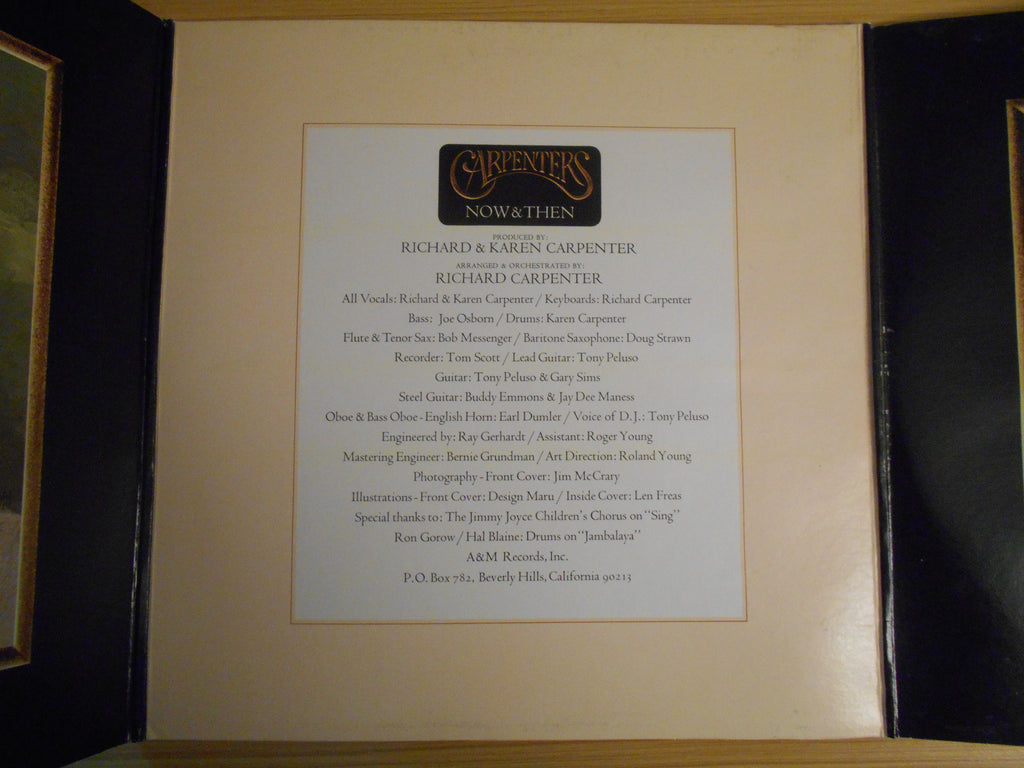 CARPENTERS
NOW & THEN
PRODUCED BY:
RICHARD & KAREN CARPENTER
ARRANGED & ORCHESTRATED BY:
RICHARD CARPENTER
All Vocals: Richard & Karen Carpenter / Keyboards: Richard Carpenter
Bass: Joe Osborn / Drums: Karen Carpenter
Flute & Tenor Sax: Bob Messenger / Baritone Saxophone: Doug Strawn
Recorder: Tom Scott / Lead Guitar: Tony Peluso
Guitar: Tony Peluso & Gary Sims
Steel Guitar: Buddy Emmons & Jay Dee Maness
Oboe & Bass Oboe - English Horn: Earl Dumler / Voice of D.J.: Tony Peluso
Engineered by: Ray Gerhardt / Assistant: Roger Young
Mastering Engineer: Bernie Grundman / Art Direction: Roland Young
Photography - Front Cover: Jim McCrary
Illustrations - Front Cover: Design Maru / Inside Cover: Len Freas
Special thanks to: The Jimmy Joyce Children's Chorus on "Sing"
Ron Gorow / Hal Blaine: Drums on "Jambalaya"
A&M Records, Inc.
P.O. Box 782, Beverly Hills, California 90213